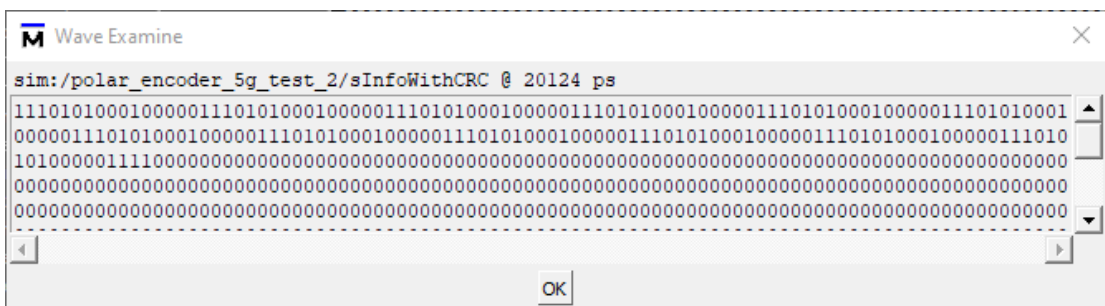 Wave Examine
sim:/polar_encoder_5g_test_2/sInfoWithCRC @ 20124 ps
1110101000100000111010100010000011101010001000001110101000100000111010100010000011101010001
0000011101010001000001110101000100000111010100010000011101010001000001110101000100000111010
1010000011110000000000000000000000000000000000000000000000000000000000000000000000000000000
0000000000000000000000000000000000000000000000000000000000000000000000000000000000000000000
0000000000000000000000000000000000000000000000000000000000000000000000000000000000000000000
OK